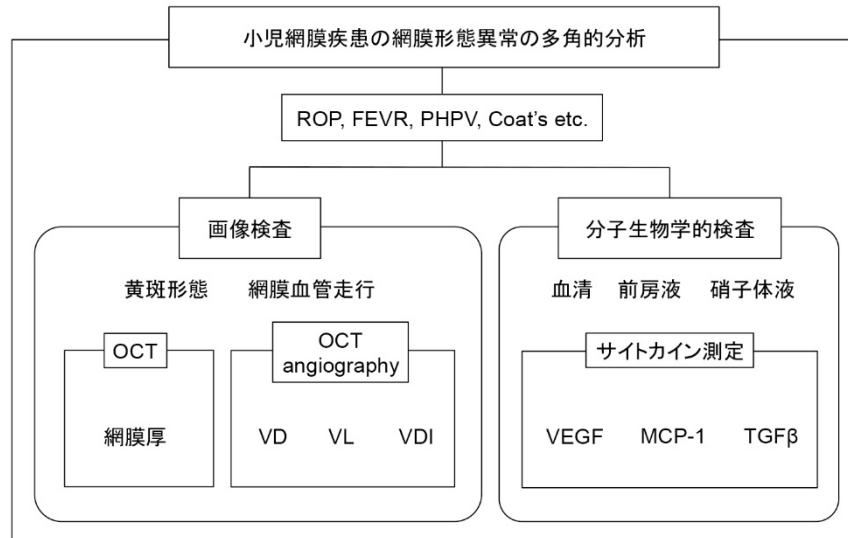 小児網膜疾患の網膜形態異常の多角的分析
ROP, FEVR, PHPV, Coat's etc.
画像検査
黄斑形態 網膜血管走行
OCT
網膜厚
OCT
angiography
VD VL VDI
分子生物学的検査
血清 前房液 硝子体液
サイトカイン測定
VEGF MCP-1 TGFβ